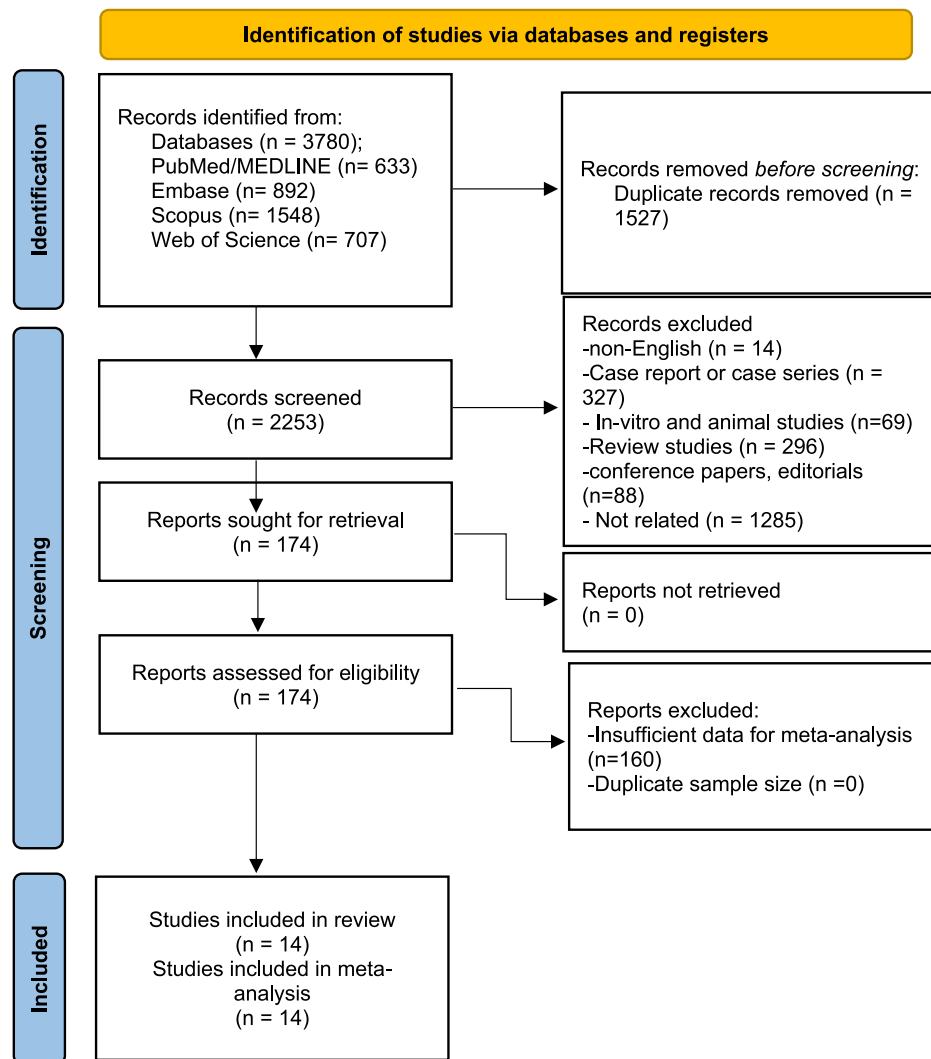 Identification of studies via databases and registers
Identification
Records identified from:
Databases (n = 3780);
PubMed/MEDLINE (n= 633)
Embase (n= 892)
Scopus (n= 1548)
Web of Science (n= 707)
Records removed before screening:
Duplicate records removed (n =
1527)
Screening
Records screened
(n = 2253)
Records excluded
-non-English (n = 14)
-Case report or case series (n =
327)
- In-vitro and animal studies (n=69)
-Review studies (n = 296)
-conference papers, editorials
(n=88)
- Not related (n = 1285)
Reports sought for retrieval
(n = 174)
Reports not retrieved
(n = 0)
Reports assessed for eligibility
(n = 174)
Reports excluded:
-Insufficient data for meta-analysis
(n=160)
-Duplicate sample size (n =0)
Included
Studies included in review
(n = 14)
Studies included in meta-
analysis
(n = 14)